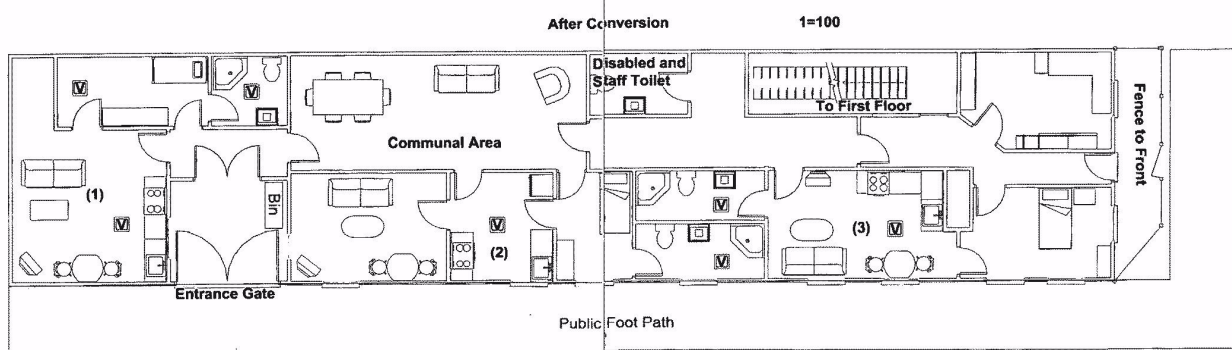 After Conversion 1=100
Disabled and
Staff Toilet
To First Floor
Fence to Front
Communal Area
(1)
Bin
(2)
(3)
V
V
V
V
V
V
V
Entrance Gate
Public Foot Path